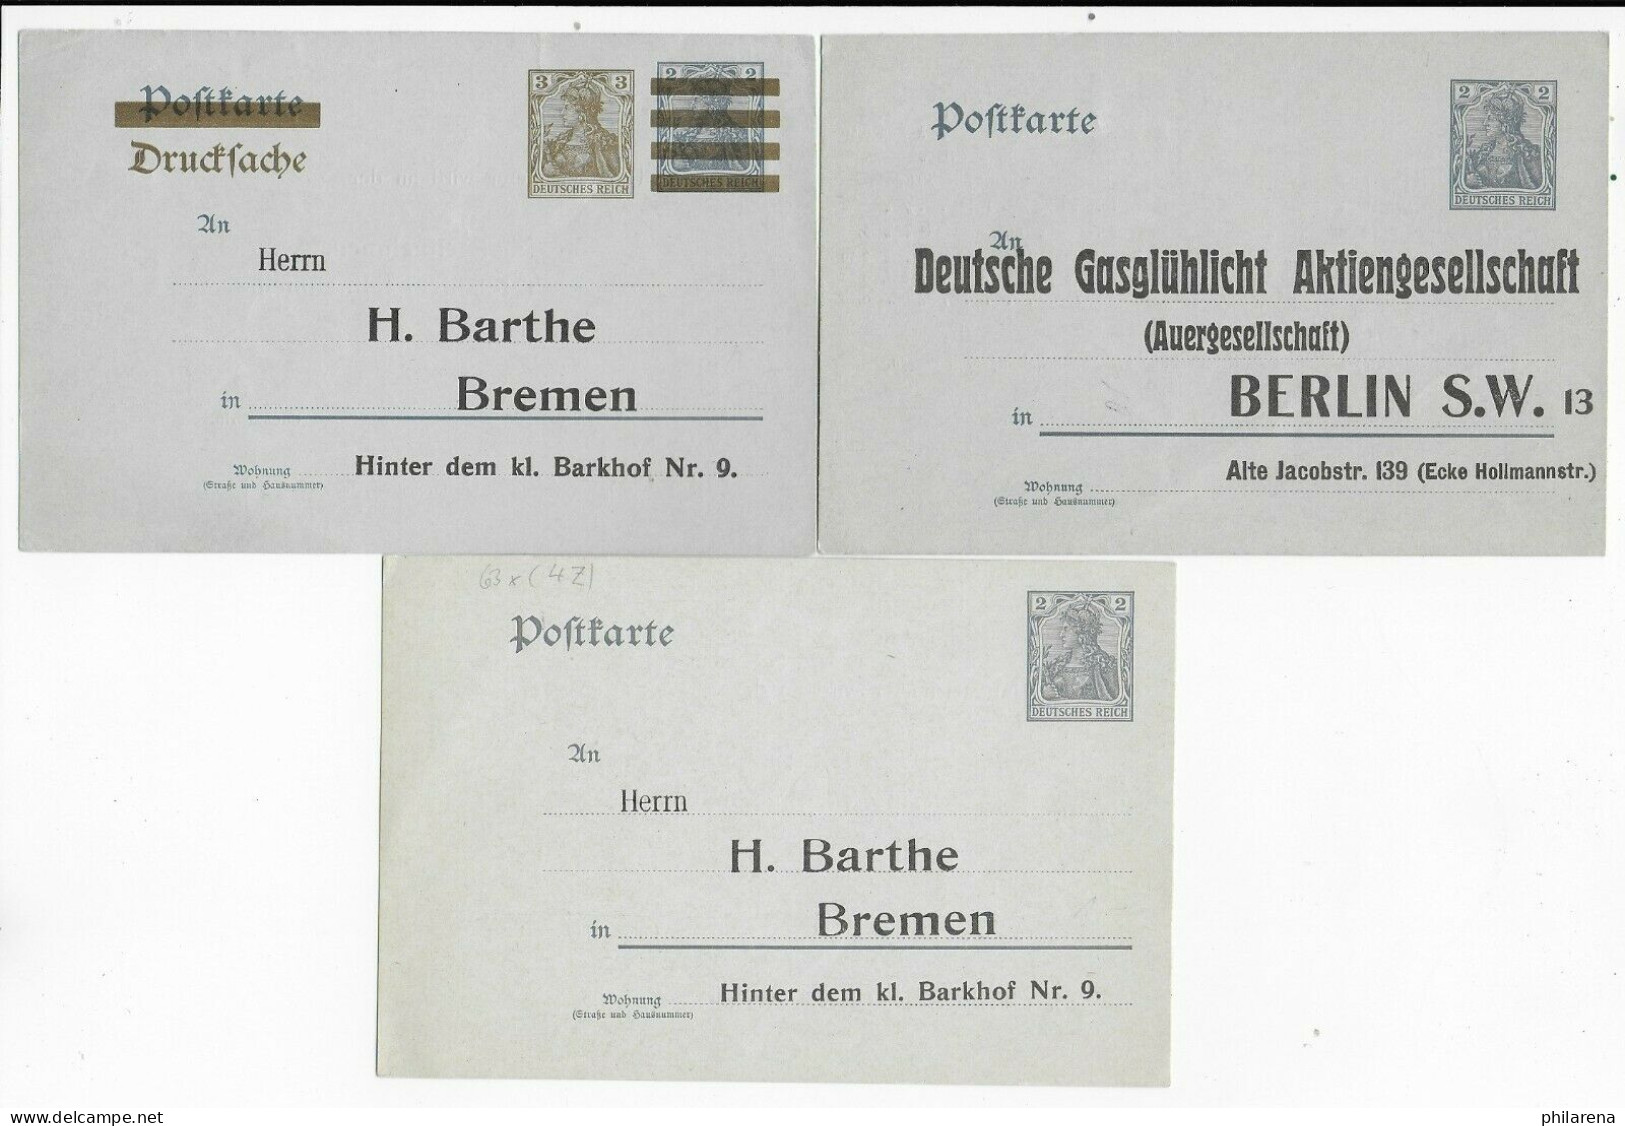 Postkarte
Drucksache
3 3
DEUTSCHES REICH
2 2
DEUTSCHES REICH
An
Herrn
H. Barthe
in Bremen
Wohnung Hinter dem kl. Barkhof Nr. 9.
(Straße und Hausnummer)
Postkarte
2 2
DEUTSCHES REICH
An
Deutsche Gasglühlicht Aktiengesellschaft
(Auergesellschaft)
in BERLIN S.W. 13
Alte Jacobstr. 139 (Ecke Hollmannstr.)
Wohnung
(Straße und Hausnummer)
63x (4Z)
Postkarte
2 2
DEUTSCHES REICH
An
Herrn
H. Barthe
in Bremen
Wohnung Hinter dem kl. Barkhof Nr. 9.
(Straße und Hausnummer)
delcampe.net
philarena